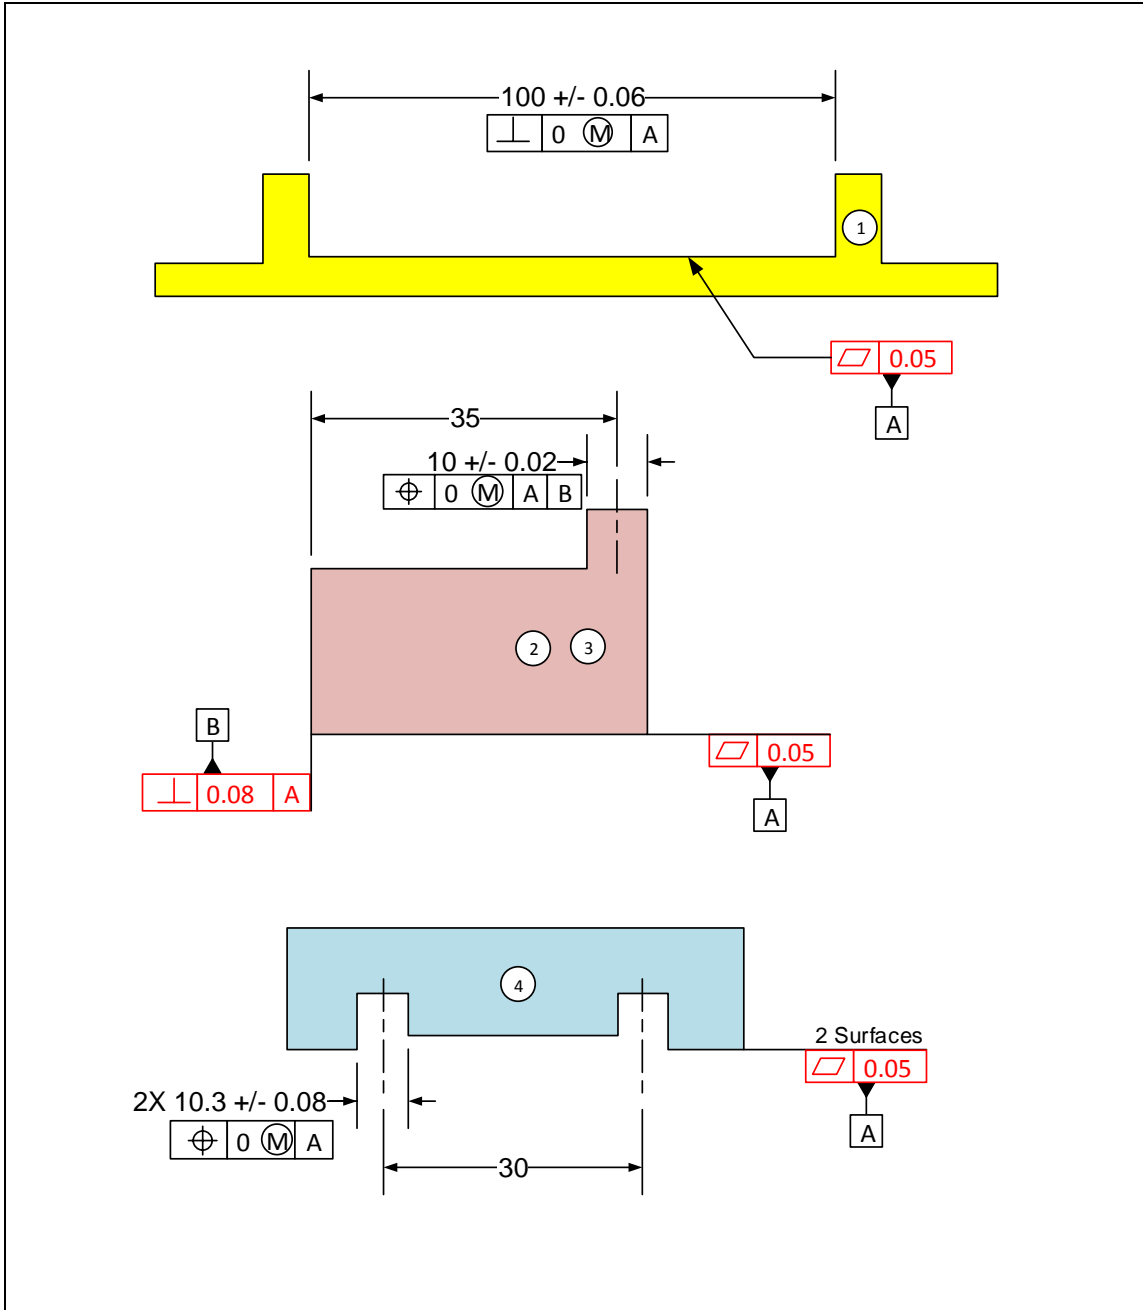 100 +/- 0.06
⊥ 0 Ⓜ A
1
⏥ 0.05
A
35
10 +/- 0.02
⌖ 0 Ⓜ A B
2 3
B
⊥ 0.08 A
⏥ 0.05
A
4
2 Surfaces
⏥ 0.05
A
2X 10.3 +/- 0.08
⌖ 0 Ⓜ A
30